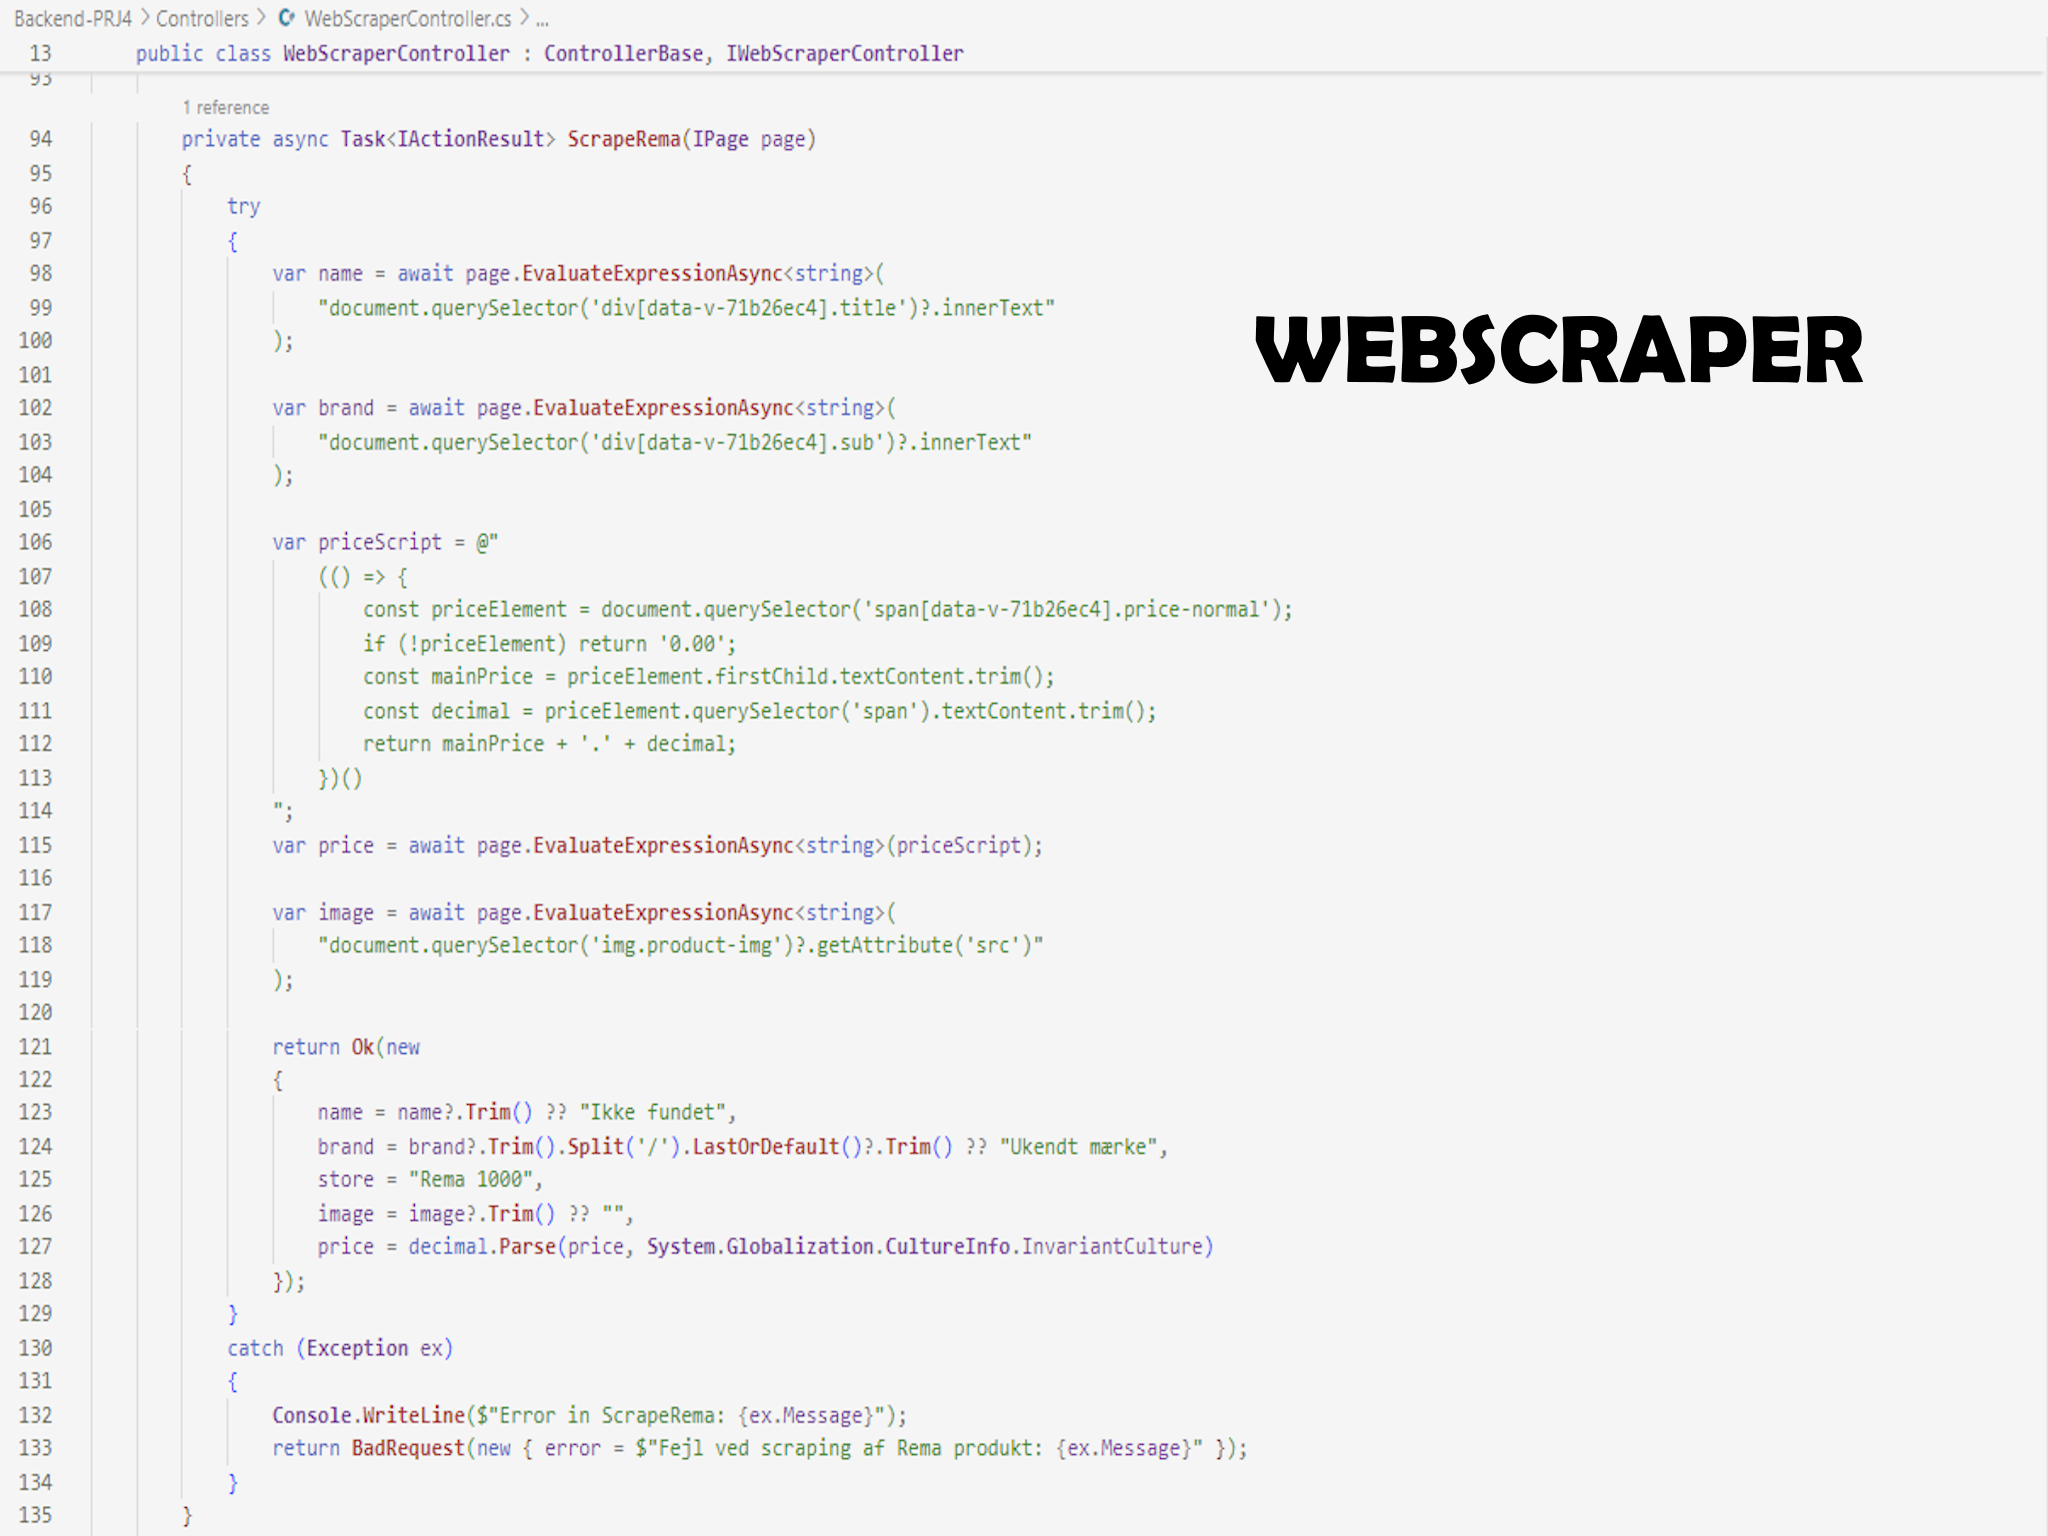 Backend-PRJ4 > Controllers > WebScraperController.cs > ...
13 public class WebScraperController : ControllerBase, IWebScraperController
93
1 reference
94 private async Task<IActionResult> ScrapeRema(IPage page)
95 {
96 try
97 {
98 var name = await page.EvaluateExpressionAsync<string>(
99 "document.querySelector('div[data-v-71b26ec4].title')?.innerText"
100 );
WEBSCRAPER
101
102 var brand = await page.EvaluateExpressionAsync<string>(
103 "document.querySelector('div[data-v-71b26ec4].sub')?.innerText"
104 );
105
106 var priceScript = @"
107 (() => {
108 const priceElement = document.querySelector('span[data-v-71b26ec4].price-normal');
109 if (!priceElement) return '0.00';
110 const mainPrice = priceElement.firstChild.textContent.trim();
111 const decimal = priceElement.querySelector('span').textContent.trim();
112 return mainPrice + '.' + decimal;
113 })()
114 ";
115 var price = await page.EvaluateExpressionAsync<string>(priceScript);
116
117 var image = await page.EvaluateExpressionAsync<string>(
118 "document.querySelector('img.product-img')?.getAttribute('src')"
119 );
120
121 return Ok(new
122 {
123 name = name?.Trim() ?? "Ikke fundet",
124 brand = brand?.Trim().Split('/').LastOrDefault()?.Trim() ?? "Ukendt mærke",
125 store = "Rema 1000",
126 image = image?.Trim() ?? "",
127 price = decimal.Parse(price, System.Globalization.CultureInfo.InvariantCulture)
128 });
129 }
130 catch (Exception ex)
131 {
132 Console.WriteLine($"Error in ScrapeRema: {ex.Message}");
133 return BadRequest(new { error = $"Fejl ved scraping af Rema produkt: {ex.Message}" });
134 }
135 }